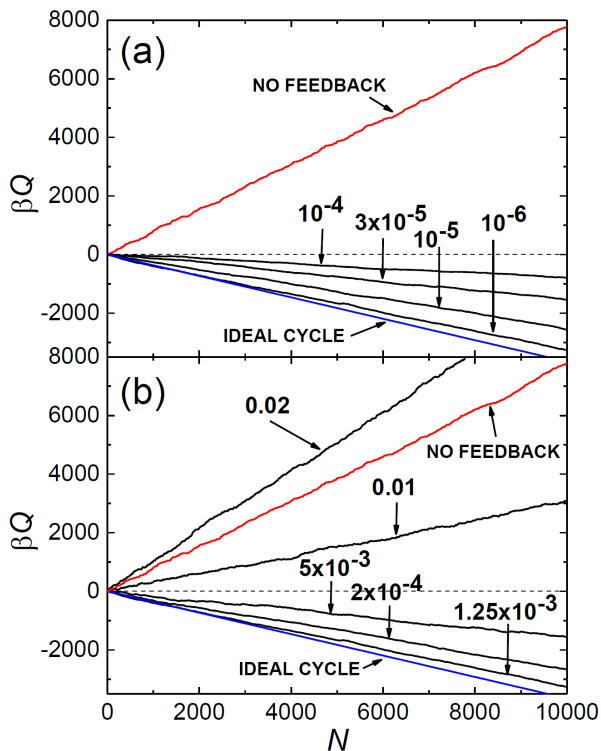 (a)
8000
6000
4000
2000
0
-2000
βQ
NO FEEDBACK
10-4
3x10-5
10-5
10-6
IDEAL CYCLE
(b)
8000
6000
4000
2000
0
-2000
βQ
0.02
NO FEEDBACK
0.01
5x10-3
2x10-4
1.25x10-3
IDEAL CYCLE
0 2000 4000 6000 8000 10000
N